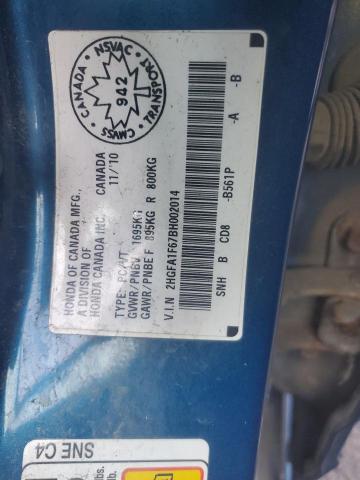 CANADA
NSVAC
TRANSPORT
CMVSS
942
HONDA OF CANADA MFG.,
A DIVISION OF
HONDA CANADA INC., CANADA
TYPE: PC/VT 11/'10
GVWR/PNBV 1695KG
GAWR/PNBE F 895KG R 800KG
V.I.N 2HGFA1F67BH002014
SNH B CD8 -B561P -A -B
SNE C4